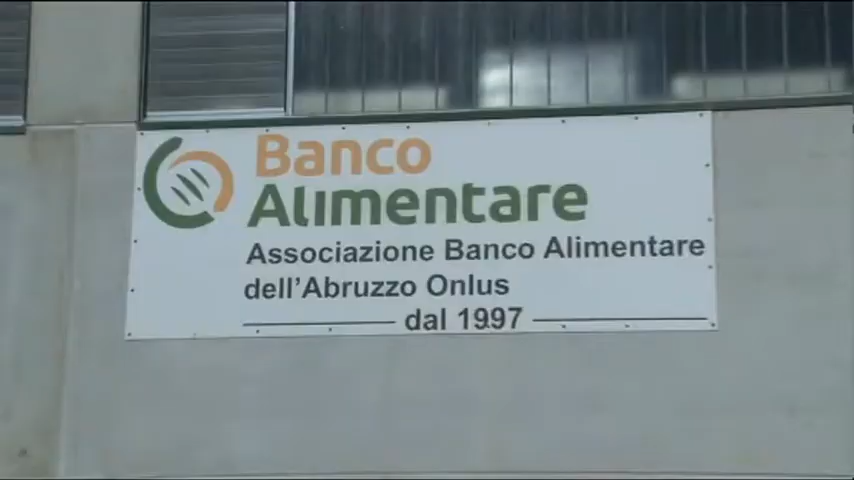 Banco
Alimentare
Associazione Banco Alimentare
dell'Abruzzo Onlus
dal 1997